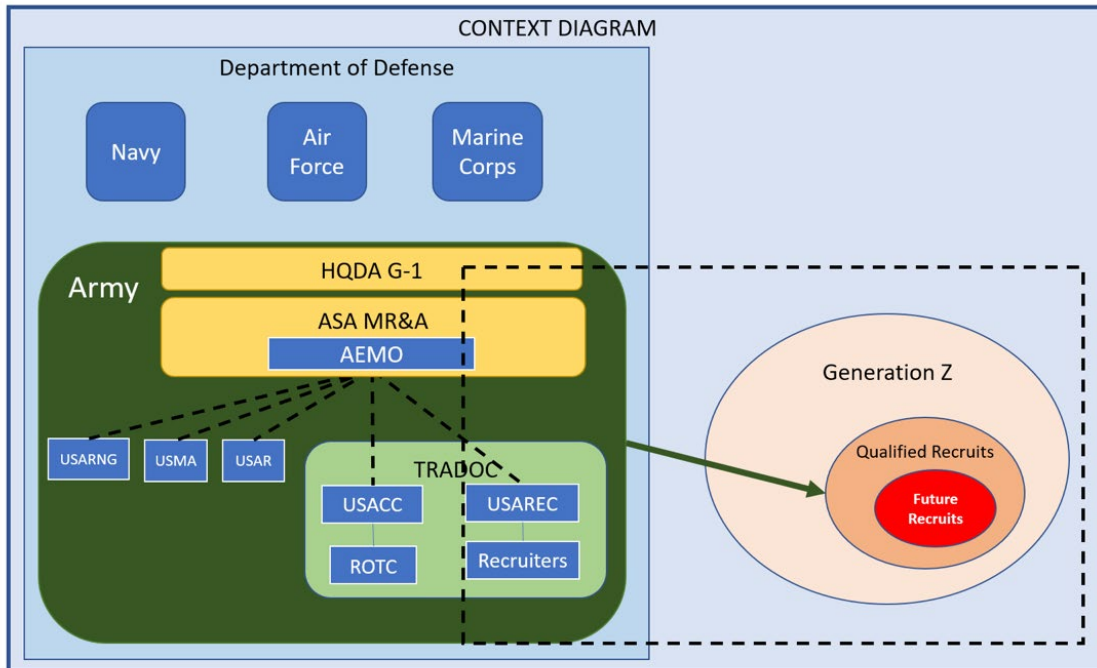 CONTEXT DIAGRAM
Department of Defense
Navy
Air
Force
Marine
Corps
Army
HQDA G-1
ASA MR&A
AEMO
USARNG
USMA
USAR
TRADOC
USACC
USAREC
ROTC
Recruiters
Generation Z
Qualified Recruits
Future
Recruits